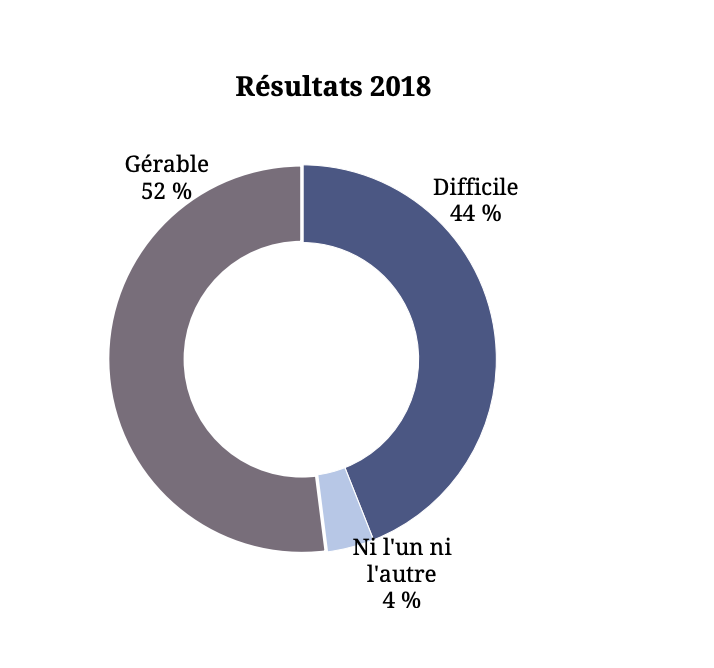 Résultats 2018
Gérable
52 %
Difficile
44 %
Ni l'un ni
l'autre
4 %